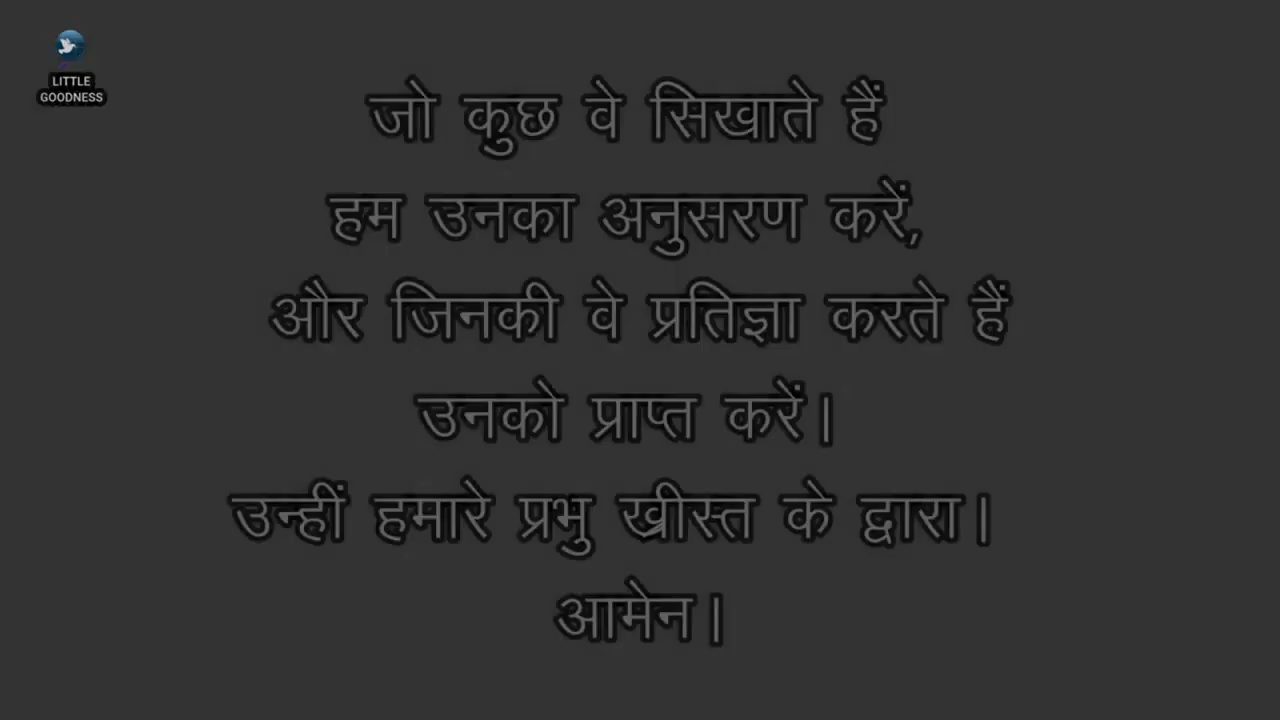 LITTLE
GOODNESS
जो कुछ वे सिखाते हैं
हम उनका अनुसरण करें,
और जिनकी वे प्रतिज्ञा करते हैं
उनको प्राप्त करें।
उन्हीं हमारे प्रभु ख्रीस्त के द्वारा।
आमेन।